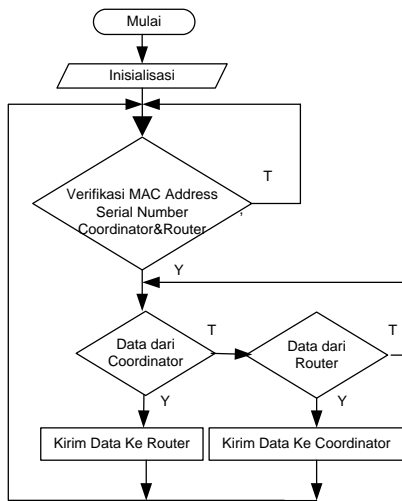 Mulai
Inisialisasi
T
Verifikasi MAC Address
Serial Number
Coordinator&Router
,
Y
Data dari
Coordinator
T
Data dari
Router
T
Y
Y
Kirim Data Ke Router
Kirim Data Ke Coordinator